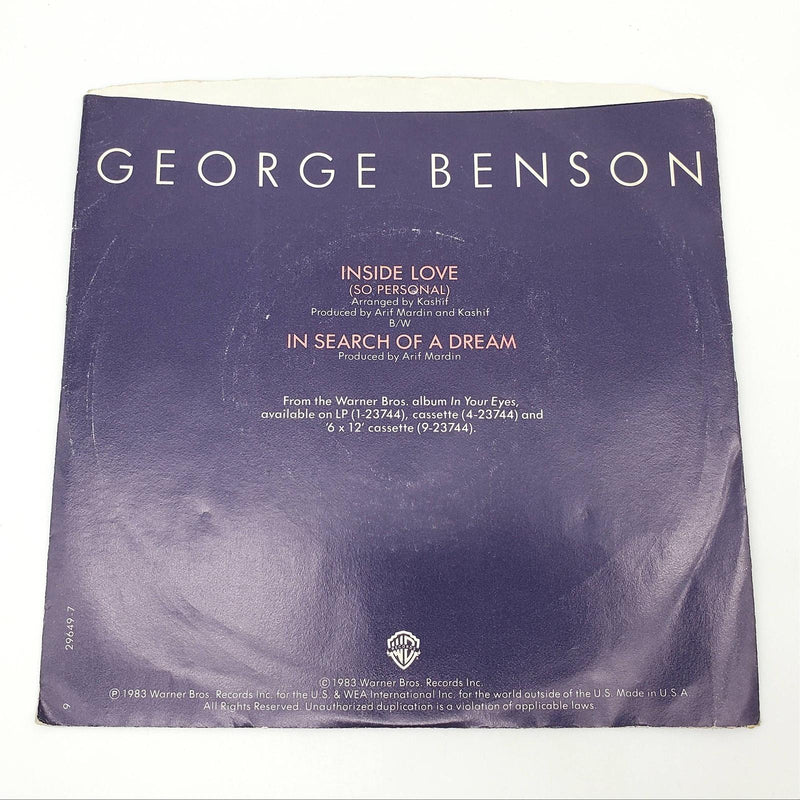 GEORGE BENSON
INSIDE LOVE
(SO PERSONAL)
Arranged by Kashif
Produced by Arif Mardin and Kashif
B/W
IN SEARCH OF A DREAM
Produced by Arif Mardin
From the Warner Bros. album In Your Eyes,
available on LP (1-23744), cassette (4-23744) and
'6 x 12' cassette (9-23744).
29649-7
9
© 1983 Warner Bros. Records Inc.
℗ 1983 Warner Bros. Records Inc. for the U.S. & WEA International Inc. for the world outside of the U.S. Made in U.S.A.
All Rights Reserved. Unauthorized duplication is a violation of applicable laws.